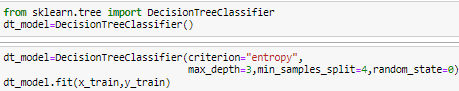 from sklearn.tree import DecisionTreeClassifier
dt_model=DecisionTreeClassifier()
dt_model=DecisionTreeClassifier(criterion="entropy",
max_depth=3,min_samples_split=4,random_state=0)
dt_model.fit(x_train,y_train)